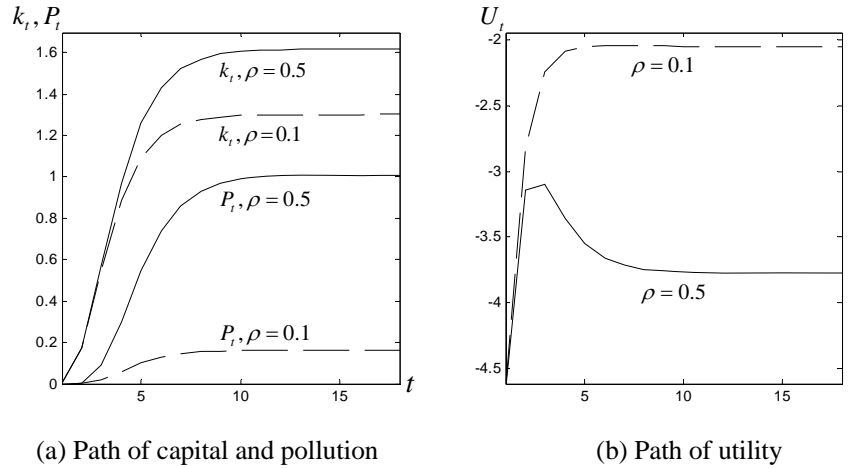 k_t, P_t
1.6
1.4
1.2
1
0.8
0.6
0.4
0.2
0
k_t, ρ = 0.5
k_t, ρ = 0.1
P_t, ρ = 0.5
P_t, ρ = 0.1
5
10
15
t
(a) Path of capital and pollution
U_t
-2
-2.5
-3
-3.5
-4
-4.5
ρ = 0.1
ρ = 0.5
5
10
15
(b) Path of utility